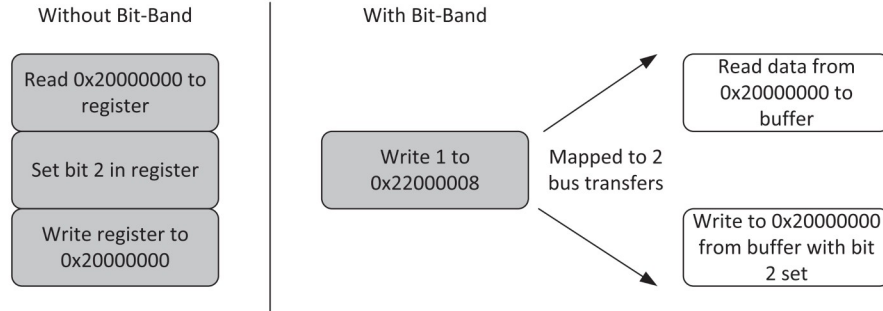 Without Bit-Band
Read 0x20000000 to
register
Set bit 2 in register
Write register to
0x20000000
With Bit-Band
Write 1 to
0x22000008
Mapped to 2
bus transfers
Read data from
0x20000000 to
buffer
Write to 0x20000000
from buffer with bit
2 set